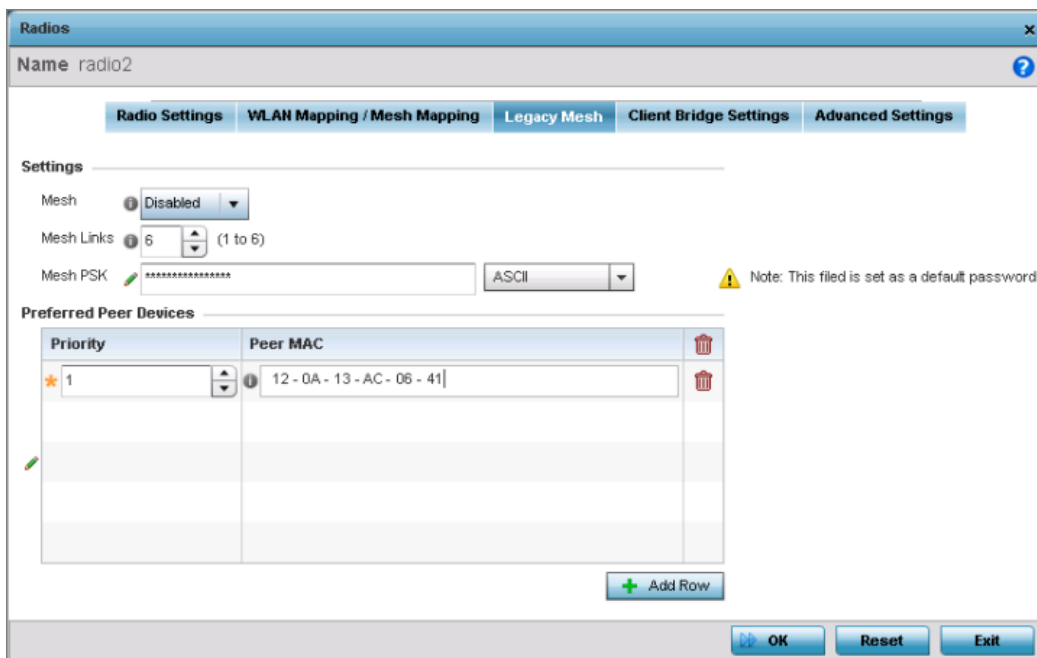 Radios
Name radio2
Radio Settings WLAN Mapping / Mesh Mapping Legacy Mesh Client Bridge Settings Advanced Settings
Settings
Mesh Disabled
Mesh Links 6 (1 to 6)
Mesh PSK **************** ASCII Note: This filed is set as a default password
Preferred Peer Devices
Priority Peer MAC
1 12 - 0A - 13 - AC - 06 - 41
Add Row
OK Reset Exit